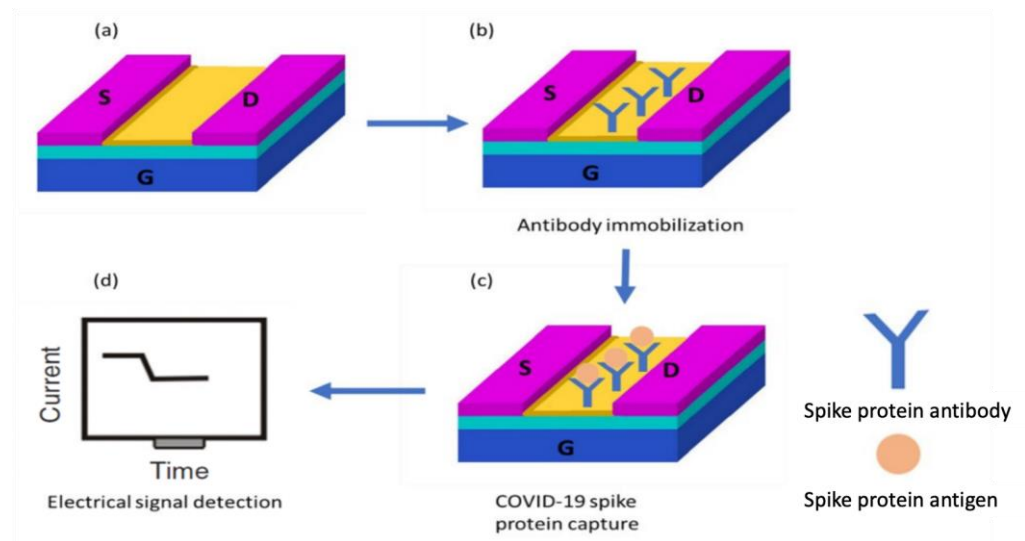 (a)
S
D
G
(b)
S
D
G
Antibody immobilization
(d)
Current
Time
Electrical signal detection
(c)
S
D
G
COVID-19 spike
protein capture
Spike protein antibody
Spike protein antigen